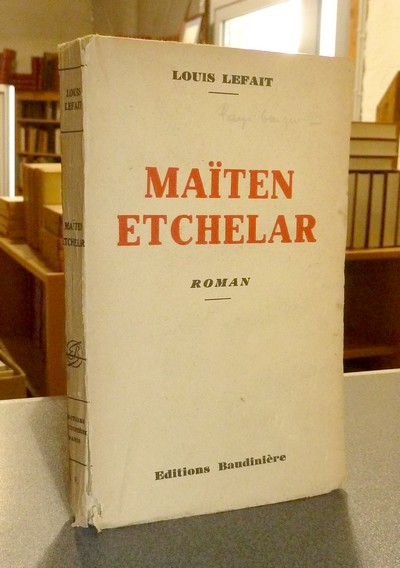 LOUIS LEFAIT
MAÏTEN
ETCHELAR
ROMAN
Editions Baudinière
LOUIS
LEFAIT
MAÏTEN
ETCHELAR